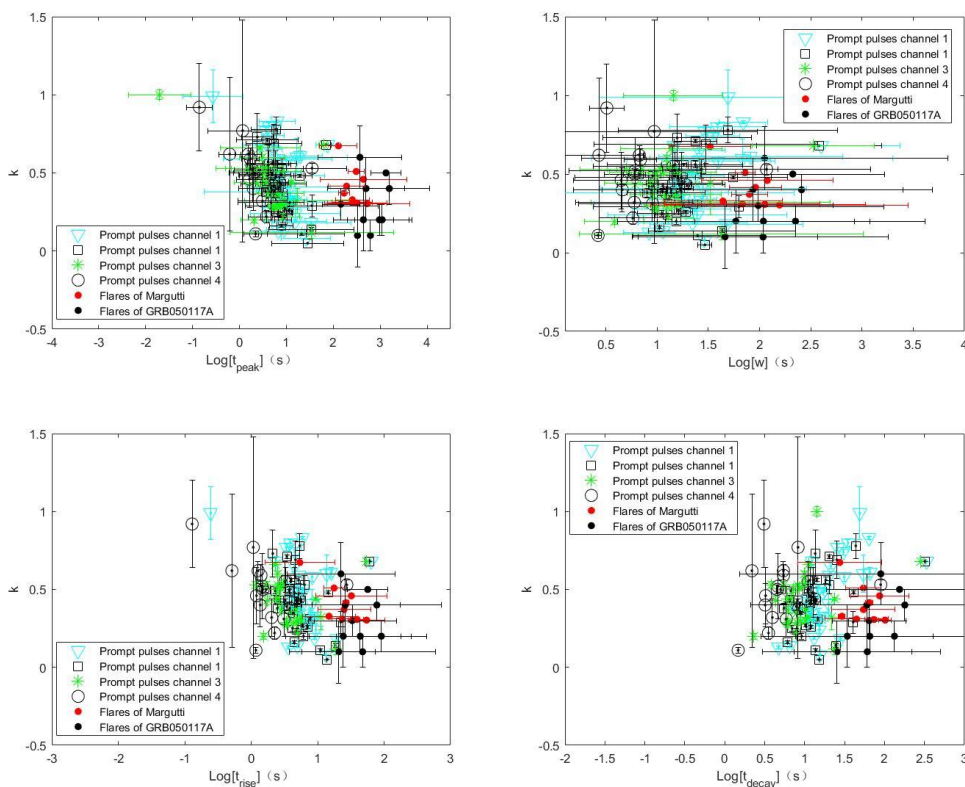 1.5
1
0.5
0
-0.5
k
Prompt pulses channel 1
Prompt pulses channel 1
Prompt pulses channel 3
Prompt pulses channel 4
Flares of Margutti
Flares of GRB050117A
-3 -2 -1 0 1 2 3 4
Log[t_peak] (s)
1.5
1
0.5
0
-0.5
k
Prompt pulses channel 1
Prompt pulses channel 1
Prompt pulses channel 3
Prompt pulses channel 4
Flares of Margutti
Flares of GRB050117A
0.5 1 1.5 2 2.5 3 3.5 4
Log[w] (s)
1.5
1
0.5
0
-0.5
k
Prompt pulses channel 1
Prompt pulses channel 1
Prompt pulses channel 3
Prompt pulses channel 4
Flares of Margutti
Flares of GRB050117A
-3 -2 -1 0 1 2 3
Log[t_rise] (s)
1.5
1
0.5
0
-0.5
k
Prompt pulses channel 1
Prompt pulses channel 1
Prompt pulses channel 3
Prompt pulses channel 4
Flares of Margutti
Flares of GRB050117A
-2 -1.5 -1 -0.5 0 0.5 1 1.5 2 2.5 3
Log[t_decay] (s)